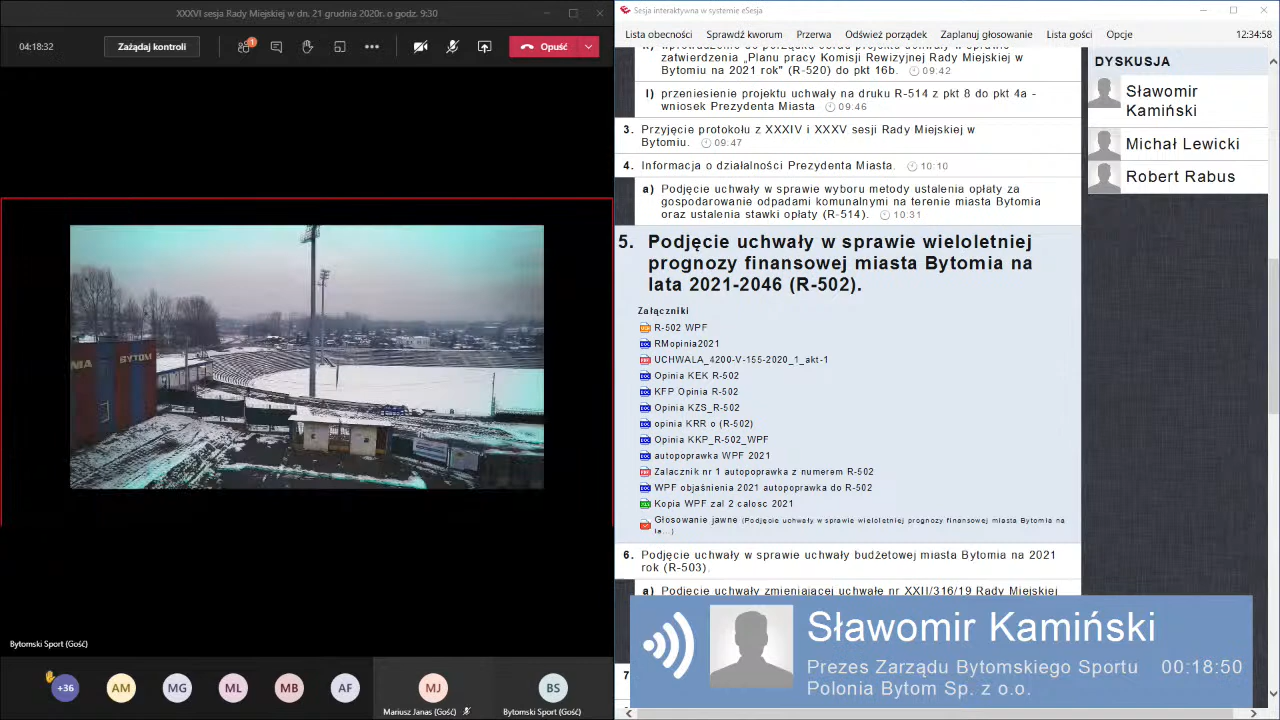 XXXVI sesja Rady Miejskiej w dn. 21 grudnia 2020r. o godz. 9:30
04:18:32
Zażądaj kontroli
1
Opuść
MA
BYTOM
Bytomski Sport (Gość)
+36
AM
MG
ML
MB
AF
MJ
Mariusz Janas (Gość)
BS
Bytomski Sport (Gość)
Sesja interaktywna w systemie eSesja
Lista obecności
Sprawdź kworum
Przerwa
Odśwież porządek
Zaplanuj głosowanie
Lista gości
Opcje
12:34:58
k) wprowadzenie do porządku obrad projektu uchwały w sprawie
zatwierdzenia „Planu pracy Komisji Rewizyjnej Rady Miejskiej w
Bytomiu na 2021 rok" (R-520) do pkt 16b. 09:42
l) przeniesienie projektu uchwały na druku R-514 z pkt 8 do pkt 4a -
wniosek Prezydenta Miasta 09:46
3. Przyjęcie protokołu z XXXIV i XXXV sesji Rady Miejskiej w
Bytomiu. 09:47
4. Informacja o działalności Prezydenta Miasta. 10:10
a) Podjęcie uchwały w sprawie wyboru metody ustalenia opłaty za
gospodarowanie odpadami komunalnymi na terenie miasta Bytomia
oraz ustalenia stawki opłaty (R-514). 10:31
5. Podjęcie uchwały w sprawie wieloletniej
prognozy finansowej miasta Bytomia na
lata 2021-2046 (R-502).
Załączniki
R-502 WPF
RMopinia2021
UCHWALA_4200-V-155-2020_1_akt-1
Opinia KEK R-502
KFP Opinia R-502
Opinia KZS_R-502
opinia KRR o (R-502)
Opinia KKP_R-502_WPF
autopoprawka WPF 2021
Zalacznik nr 1 autopoprawka z numerem R-502
WPF objaśnienia 2021 autopoprawka do R-502
Kopia WPF zal 2 calosc 2021
Głosowanie jawne (Podjęcie uchwały w sprawie wieloletniej prognozy finansowej miasta Bytomia na
la...)
6. Podjęcie uchwały w sprawie uchwały budżetowej miasta Bytomia na 2021
rok (R-503).
a) Podjęcie uchwały zmieniającej uchwałę nr XXII/316/19 Rady Miejskiej
7
DYSKUSJA
Sławomir
Kamiński
Michał Lewicki
Robert Rabus
Sławomir Kamiński
Prezes Zarządu Bytomskiego Sportu 00:18:50
Polonia Bytom Sp. z o.o.